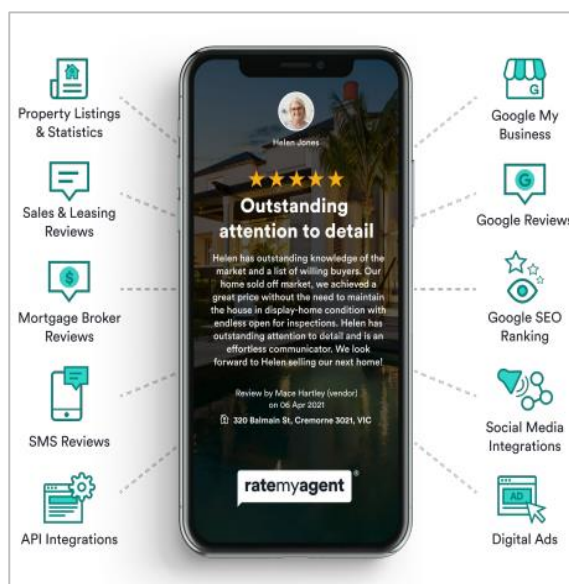 Property Listings
& Statistics
Sales & Leasing
Reviews
Mortgage Broker
Reviews
SMS Reviews
API Integrations
Helen Jones
Outstanding
attention to detail
Helen has outstanding knowledge of the
market and a list of willing buyers. Our
home sold off market, we achieved a
great price without the need to maintain
the house in display-home condition with
endless open for inspections. Helen has
outstanding attention to detail and is an
effortless communicator. We look
forward to Helen selling our next home!
Review by Mace Hartley (vendor)
on 06 Apr 2021
320 Balmain St, Cremorne 3021, VIC
ratemyagent®
G
Google My
Business
G
Google Reviews
Google SEO
Ranking
Social Media
Integrations
AD
Digital Ads
$